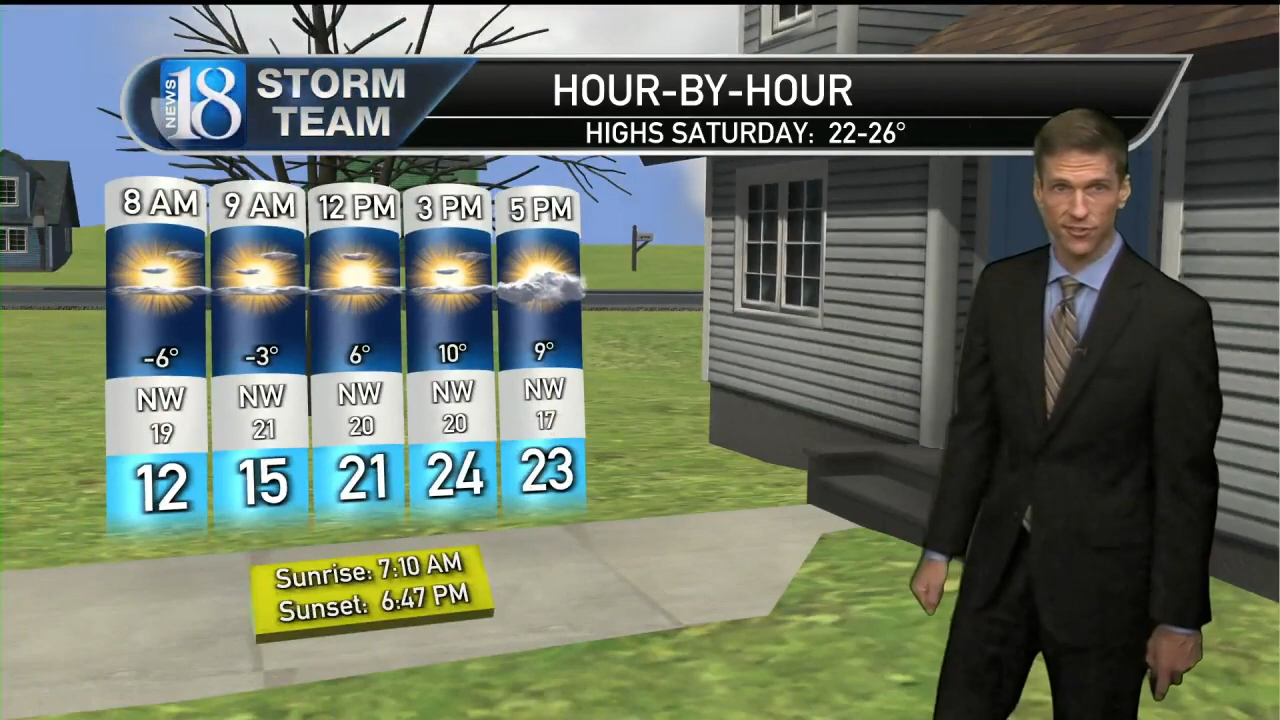 NEWS 18
STORM
TEAM
HOUR-BY-HOUR
HIGHS SATURDAY: 22-26°
8 AM 9 AM 12 PM 3 PM 5 PM
-6° -3° 6° 10° 9°
NW NW NW NW NW
19 21 20 20 17
12 15 21 24 23
Sunrise: 7:10 AM
Sunset: 6:47 PM